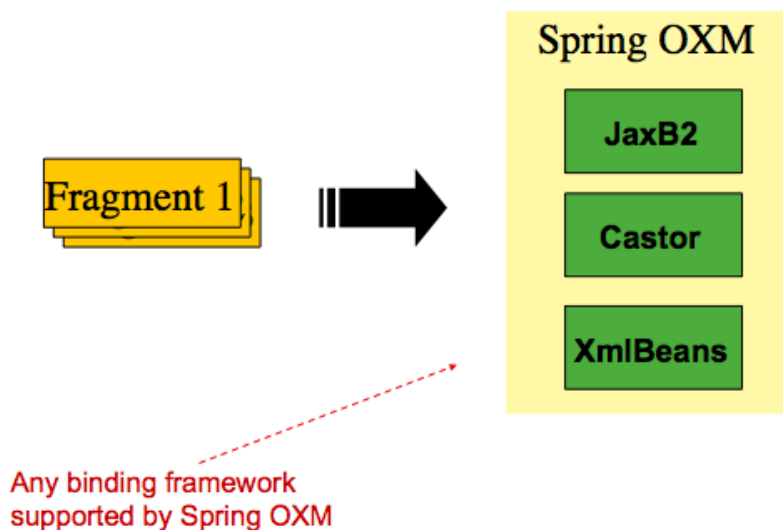 Spring OXM
JaxB2
Fragment 1
Castor
XmlBeans
Any binding framework
supported by Spring OXM